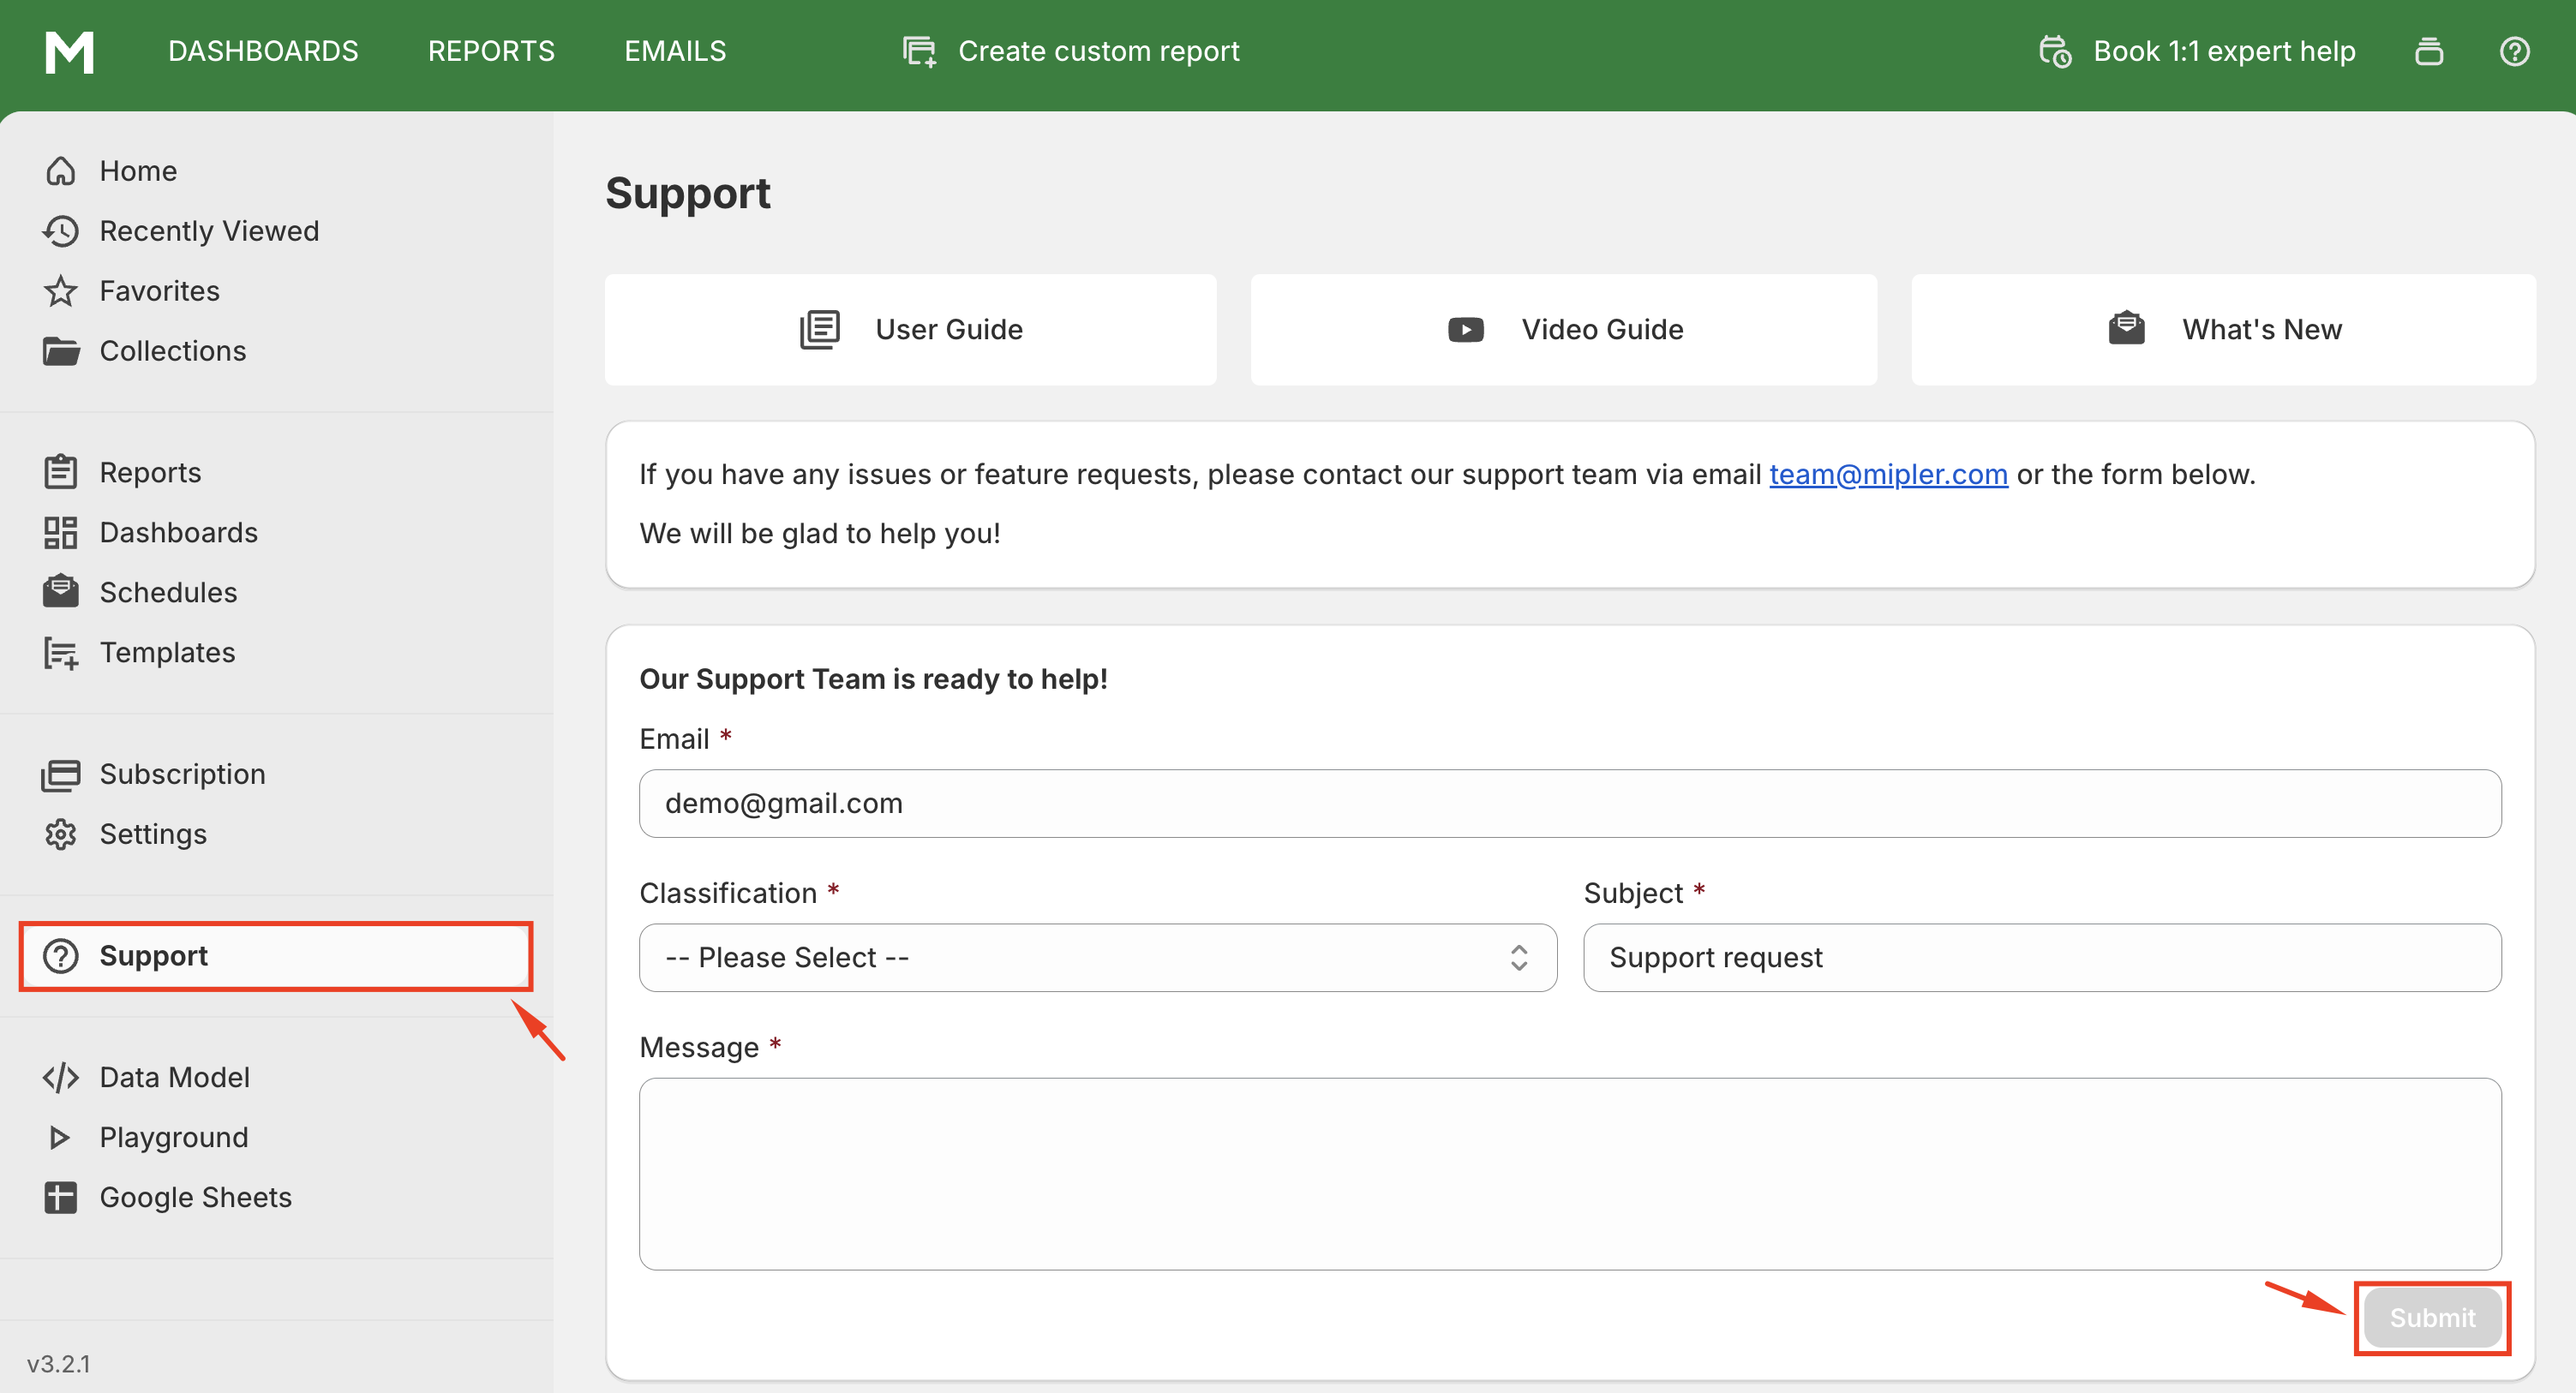 M
DASHBOARDS
REPORTS
EMAILS
Create custom report
Book 1:1 expert help
Home
Recently Viewed
Favorites
Collections
Reports
Dashboards
Schedules
Templates
Subscription
Settings
Support
Data Model
Playground
Google Sheets
v3.2.1
Support
User Guide
Video Guide
What's New
If you have any issues or feature requests, please contact our support team via email team@mipler.com or the form below.
We will be glad to help you!
Our Support Team is ready to help!
Email *
demo@gmail.com
Classification *
Subject *
-- Please Select --
Support request
Message *
Submit